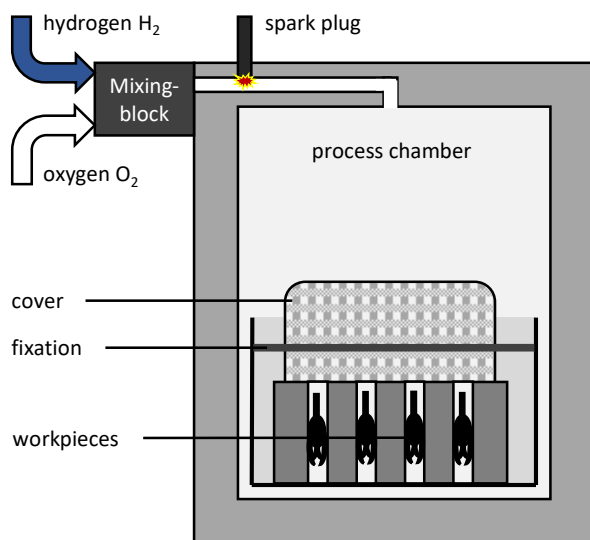 hydrogen H₂
spark plug
Mixing-
block
oxygen O₂
process chamber
cover
fixation
workpieces